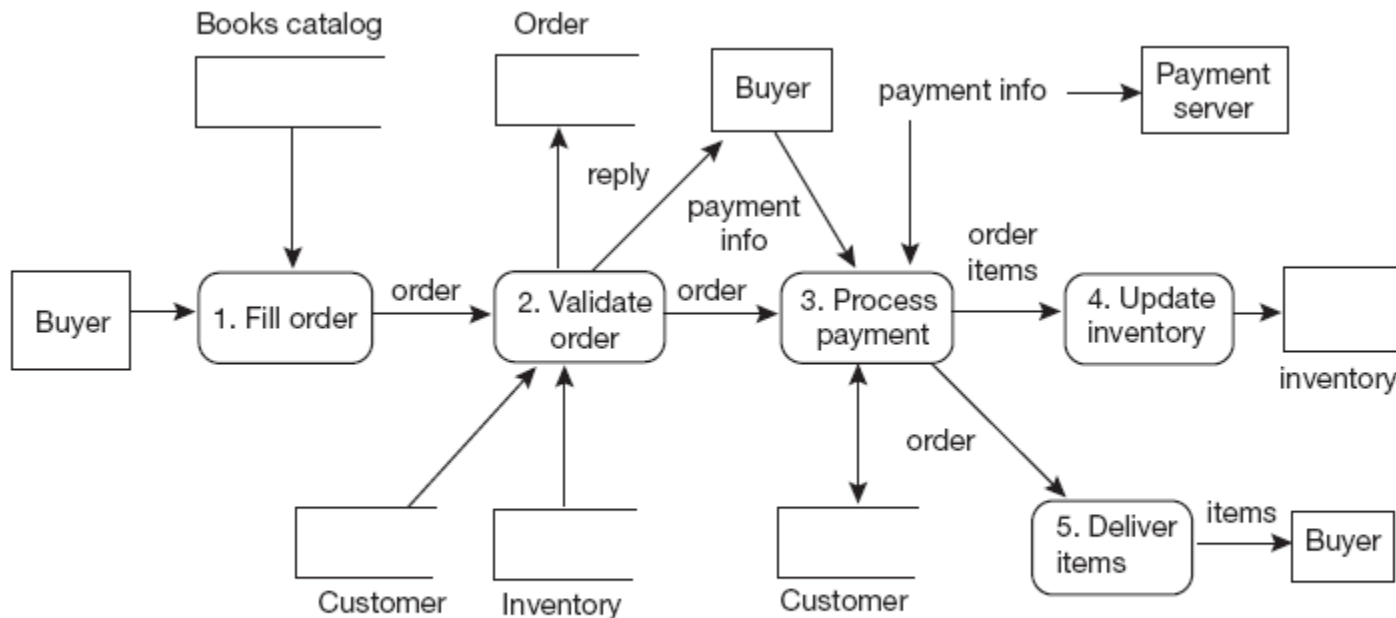 Books catalog
Order
Buyer
payment info
Payment
server
reply
payment
info
order
items
Buyer
1. Fill order
order
2. Validate
order
order
3. Process
payment
4. Update
inventory
inventory
order
5. Deliver
items
items
Buyer
Customer
Inventory
Customer